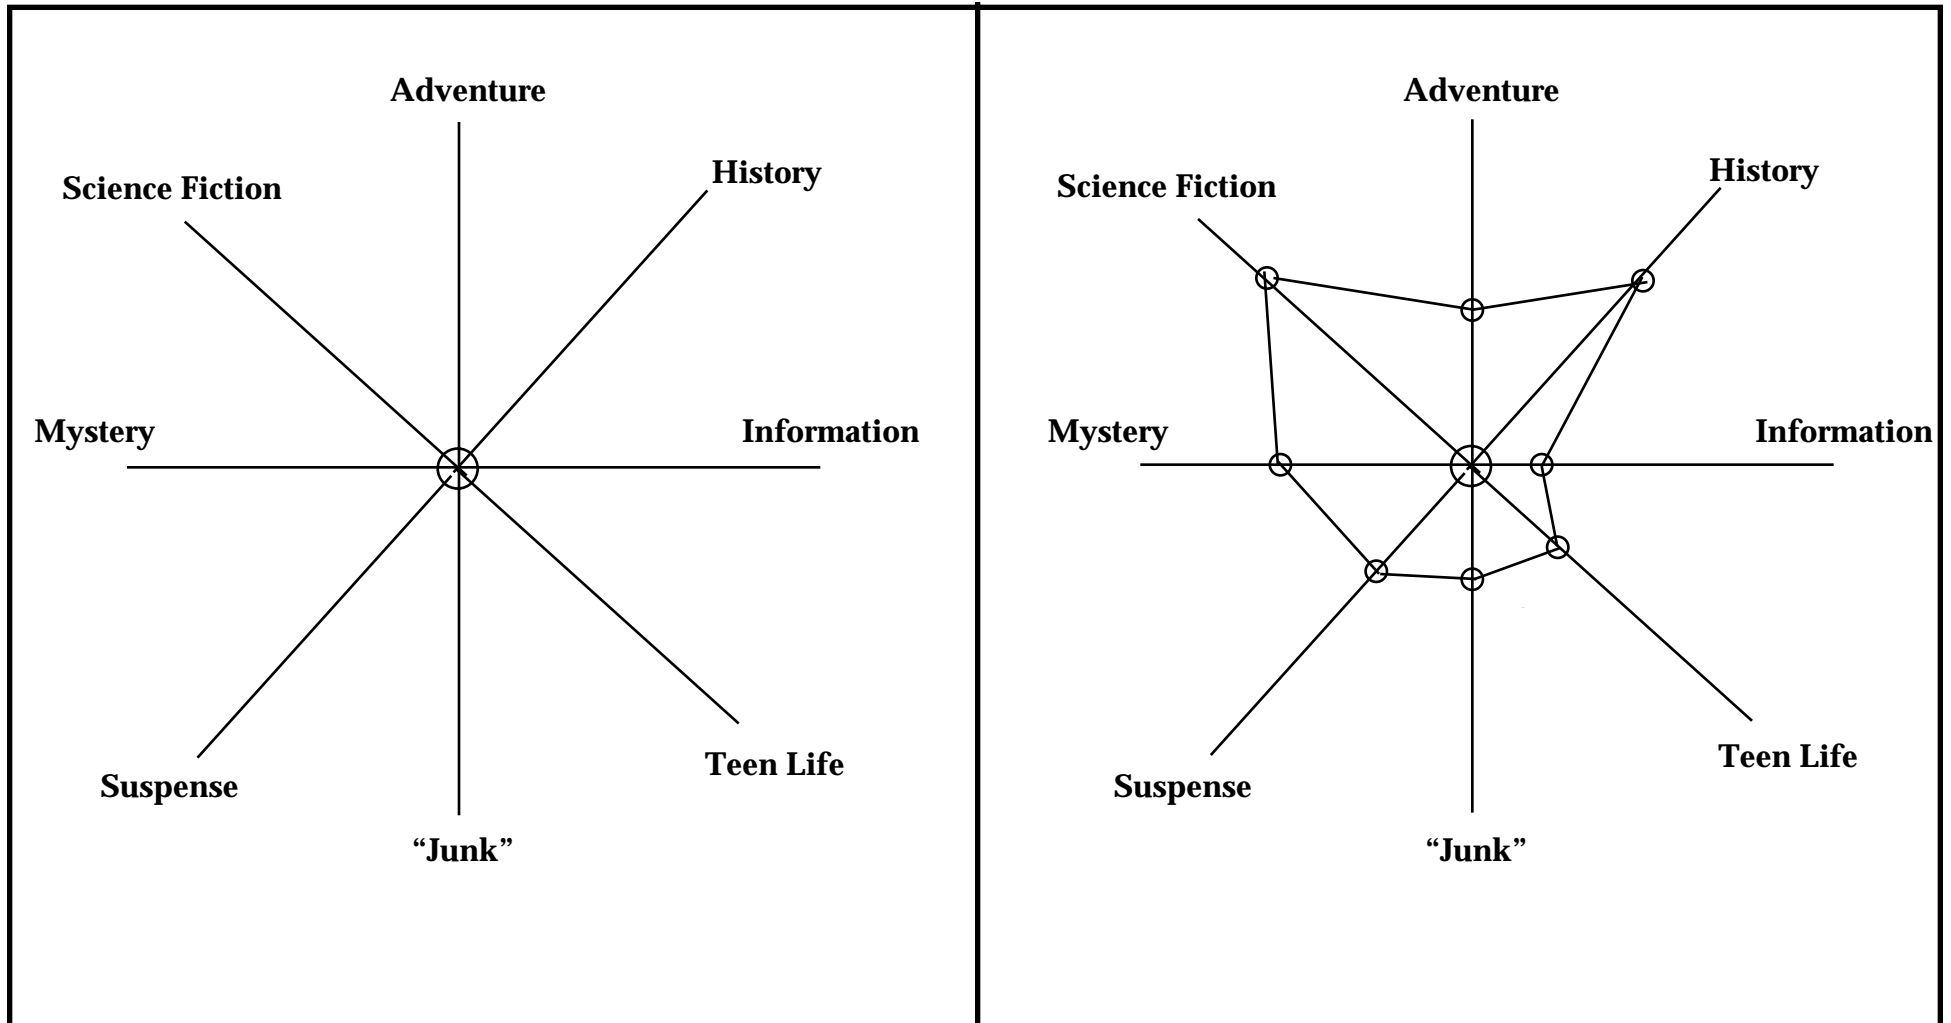 Adventure
History
Science Fiction
Mystery
Information
Teen Life
Suspense
“Junk”
Adventure
History
Science Fiction
Mystery
Information
Teen Life
Suspense
“Junk”